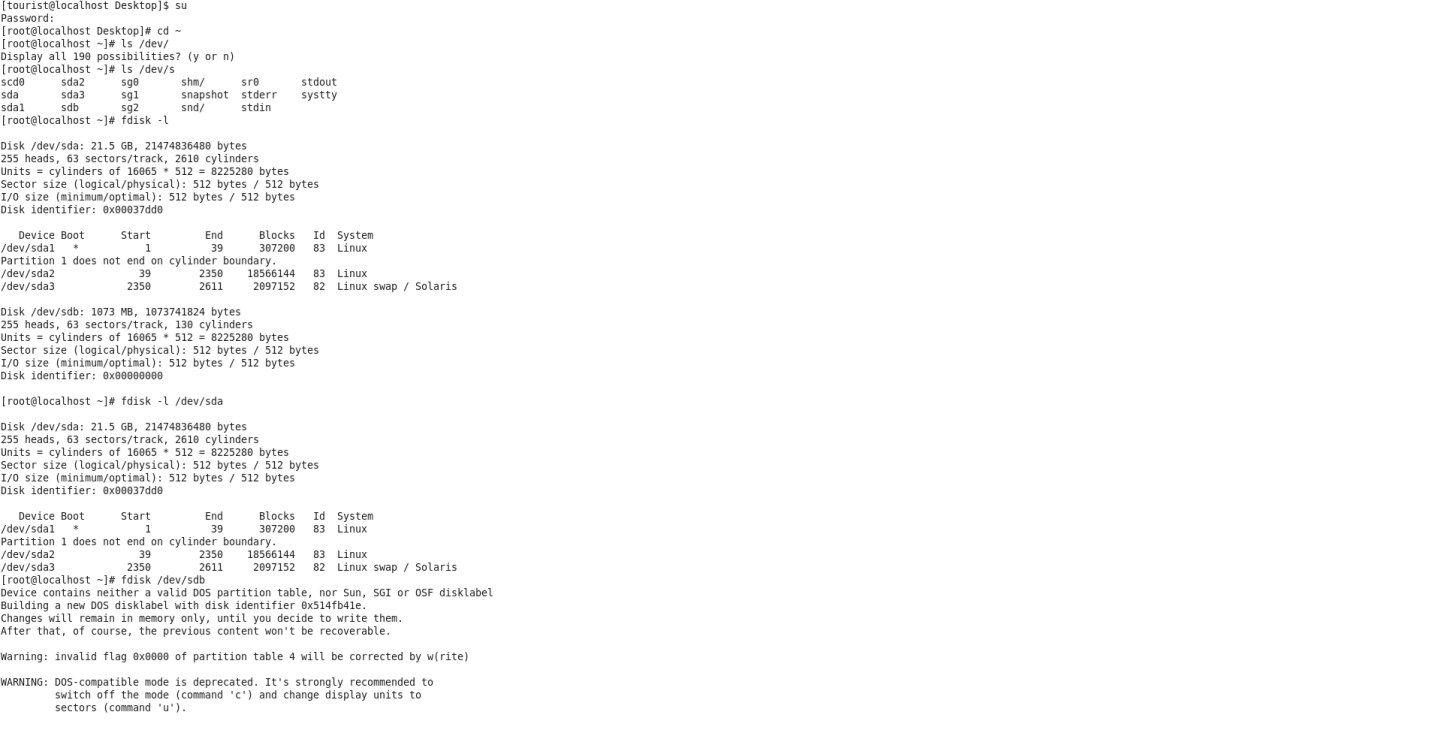 [tourist@localhost Desktop]$ su
Password:
[root@localhost Desktop]# cd ~
[root@localhost ~]# ls /dev/
Display all 190 possibilities? (y or n)
[root@localhost ~]# ls /dev/s
scd0      sda2      sg0       shm/      sr0       stdout
sda       sda3      sg1       snapshot  stderr    systty
sda1      sdb       sg2       snd/      stdin
[root@localhost ~]# fdisk -l

Disk /dev/sda: 21.5 GB, 21474836480 bytes
255 heads, 63 sectors/track, 2610 cylinders
Units = cylinders of 16065 * 512 = 8225280 bytes
Sector size (logical/physical): 512 bytes / 512 bytes
I/O size (minimum/optimal): 512 bytes / 512 bytes
Disk identifier: 0x00037dd0

   Device Boot      Start         End      Blocks   Id  System
/dev/sda1   *           1          39      307200   83  Linux
Partition 1 does not end on cylinder boundary.
/dev/sda2              39        2350    18566144   83  Linux
/dev/sda3            2350        2611     2097152   82  Linux swap / Solaris

Disk /dev/sdb: 1073 MB, 1073741824 bytes
255 heads, 63 sectors/track, 130 cylinders
Units = cylinders of 16065 * 512 = 8225280 bytes
Sector size (logical/physical): 512 bytes / 512 bytes
I/O size (minimum/optimal): 512 bytes / 512 bytes
Disk identifier: 0x00000000

[root@localhost ~]# fdisk -l /dev/sda

Disk /dev/sda: 21.5 GB, 21474836480 bytes
255 heads, 63 sectors/track, 2610 cylinders
Units = cylinders of 16065 * 512 = 8225280 bytes
Sector size (logical/physical): 512 bytes / 512 bytes
I/O size (minimum/optimal): 512 bytes / 512 bytes
Disk identifier: 0x00037dd0

   Device Boot      Start         End      Blocks   Id  System
/dev/sda1   *           1          39      307200   83  Linux
Partition 1 does not end on cylinder boundary.
/dev/sda2              39        2350    18566144   83  Linux
/dev/sda3            2350        2611     2097152   82  Linux swap / Solaris
[root@localhost ~]# fdisk /dev/sdb
Device contains neither a valid DOS partition table, nor Sun, SGI or OSF disklabel
Building a new DOS disklabel with disk identifier 0x514fb41e.
Changes will remain in memory only, until you decide to write them.
After that, of course, the previous content won't be recoverable.

Warning: invalid flag 0x0000 of partition table 4 will be corrected by w(rite)

WARNING: DOS-compatible mode is deprecated. It's strongly recommended to
         switch off the mode (command 'c') and change display units to
         sectors (command 'u').